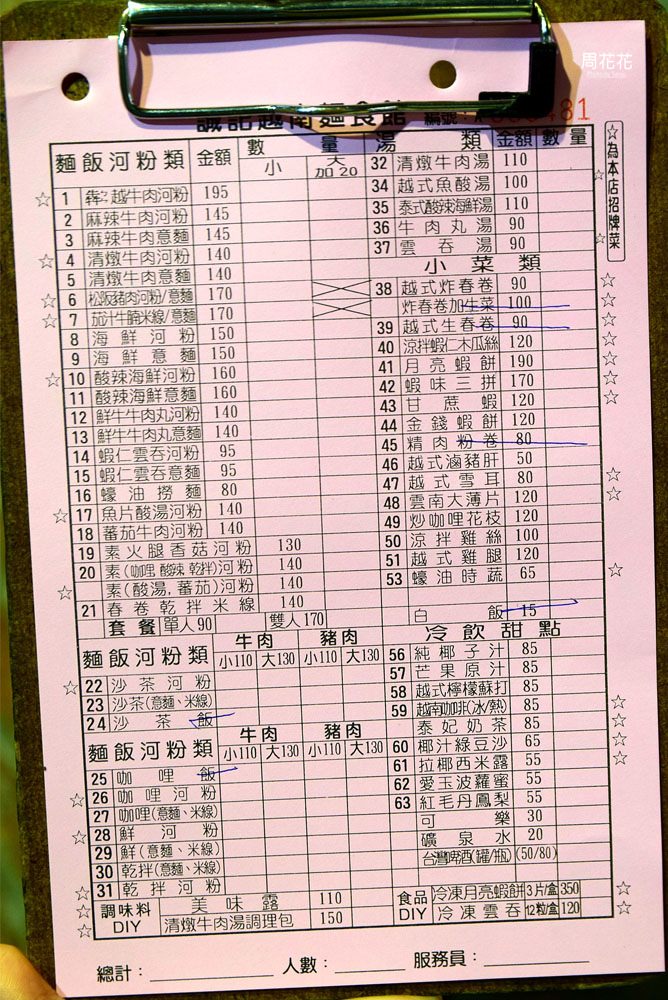 周花花
誠記越南麵食館 編號:
481
☆為本店招牌菜
麵飯河粉類 金額 數量 小 大加20
☆ 1 越牛肉河粉 195
2 麻辣牛肉河粉 145
3 麻辣牛肉意麵 145
☆ 4 清燉牛肉河粉 140
5 清燉牛肉意麵 140
☆ 6 松阪豬肉河粉/意麵 170
☆ 7 茄汁牛腩米線/意麵 170
8 海鮮河粉 150
9 海鮮意麵 150
☆ 10 酸辣海鮮河粉 160
11 酸辣海鮮意麵 160
12 鮮牛牛肉丸河粉 140
13 鮮牛牛肉丸意麵 140
14 蝦仁雲吞河粉 95
15 蝦仁雲吞意麵 95
16 蠔油撈麵 80
☆ 17 魚片酸湯河粉 140
18 蕃茄牛肉河粉 140
19 素火腿香菇河粉 130
20 素(咖哩 酸辣 乾拌)河粉 140
☆ 素(酸湯,蕃茄)河粉 140
21 春卷乾拌米線 140
套餐 單人90 雙人170
麵飯河粉類 牛肉 豬肉
小110 大130 小110 大130
☆ 22 沙茶河粉
23 沙茶(意麵、米線)
24 沙茶飯
麵飯河粉類 牛肉 豬肉
小110 大130 小110 大130
25 咖哩飯
☆ 26 咖哩河粉
27 咖哩(意麵、米線)
☆ 28 鮮河粉
29 鮮(意麵、米線)
30 乾拌(意麵、米線)
☆ 31 乾拌河粉
☆ 調味料DIY 美味露 110
☆ 清燉牛肉湯調理包 150
湯類 金額 數量
32 清燉牛肉湯 110
34 越式魚酸湯 100
35 泰式酸辣海鮮湯 110
36 牛肉丸湯 90
37 雲吞湯 90
小菜類
38 越式炸春卷 90
炸春卷加生菜 100
39 越式生春卷 90
40 涼拌蝦仁木瓜絲 120
41 月亮蝦餅 190
42 蝦味三拼 170
43 甘蔗蝦 120
44 金錢蝦餅 120
45 精肉粉卷 80
46 越式滷豬肝 50
47 越式雪耳 80
48 雲南大薄片 120
49 炒咖哩花枝 120
50 涼拌雞絲 100
51 越式雞腿 120
53 蠔油時蔬 65
白飯 15
冷飲甜點
56 純椰子汁 85
57 芒果原汁 85
58 越式檸檬蘇打 85
59 越南咖啡(冰/熱) 85
泰妃奶茶 85
60 椰汁綠豆沙 65
61 拉椰西米露 55
62 愛玉波蘿蜜 55
63 紅毛丹鳳梨 55
可樂 30
礦泉水 20
台灣啤酒(罐/瓶) (50/80)
食品DIY 冷凍月亮蝦餅 3片/盒 350 ☆
冷凍雲吞 12粒/盒 120 ☆
總計: 人數: 服務員: